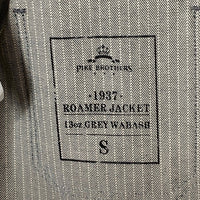 PIKE BROTHERS
·1937·
ROAMER JACKET
13oz GREY WABASH
S